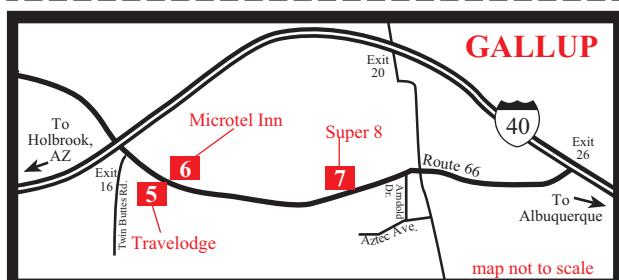 GALLUP
Exit
20
Microtel Inn
To
Holbrook,
AZ
Super 8
40
Exit
26
Exit
16
6
5
7
Route 66
Twin Buttes Rd.
Arnold
Dr.
To
Albuquerque
Travelodge
Aztec Ave.
map not to scale